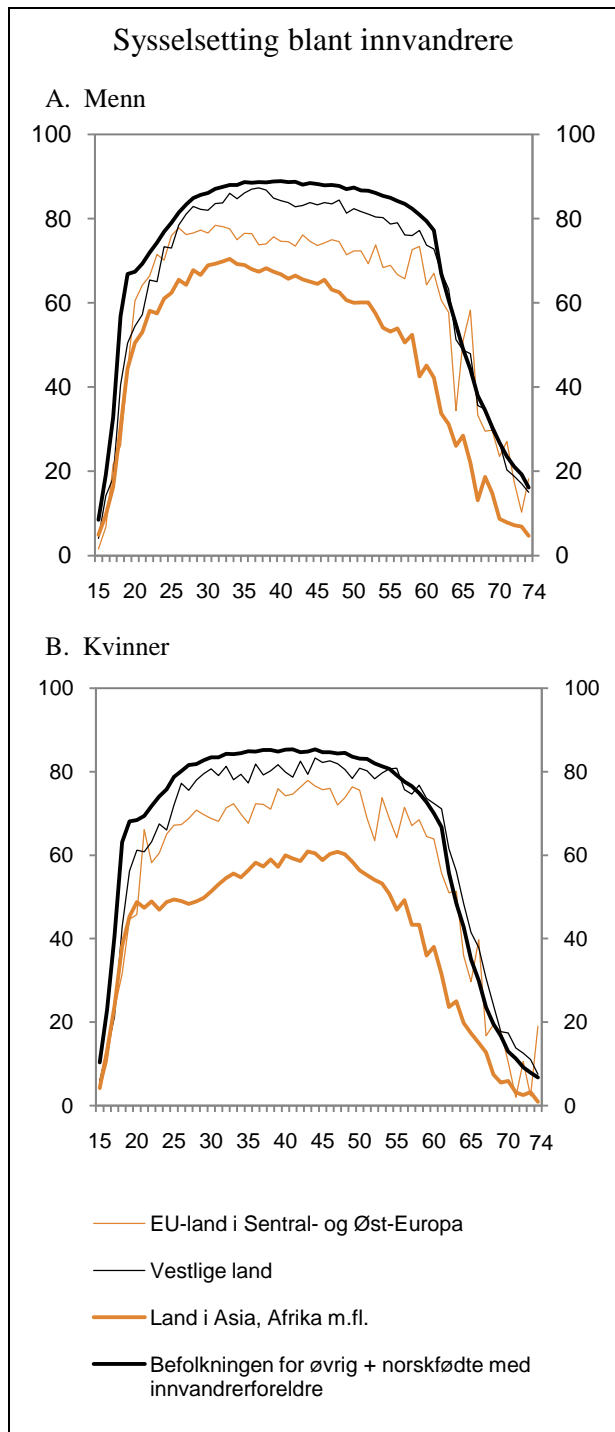 Sysselsetting blant innvandrere
A. Menn
100 100
80 80
60 60
40 40
20 20
0 0
15 20 25 30 35 40 45 50 55 60 65 70 74
B. Kvinner
100 100
80 80
60 60
40 40
20 20
0 0
15 20 25 30 35 40 45 50 55 60 65 70 74
EU-land i Sentral- og Øst-Europa
Vestlige land
Land i Asia, Afrika m.fl.
Befolkningen for øvrig + norskfødte med
innvandrerforeldre